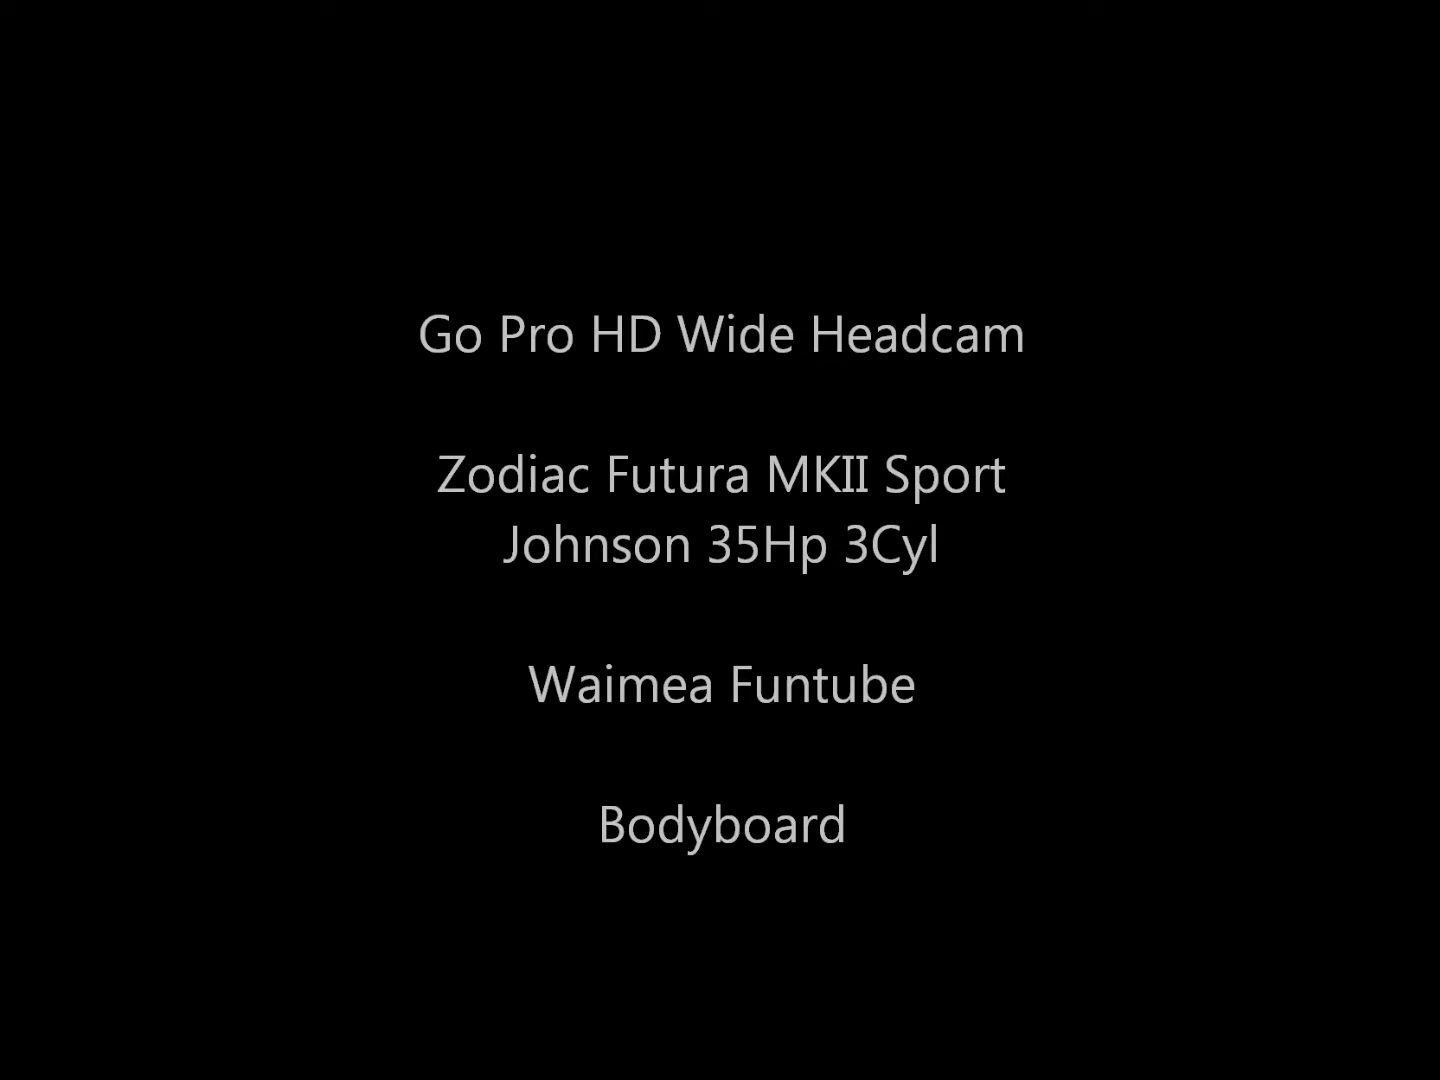 Go Pro HD Wide Headcam
Zodiac Futura MKII Sport
Johnson 35Hp 3Cyl
Waimea Funtube
Bodyboard